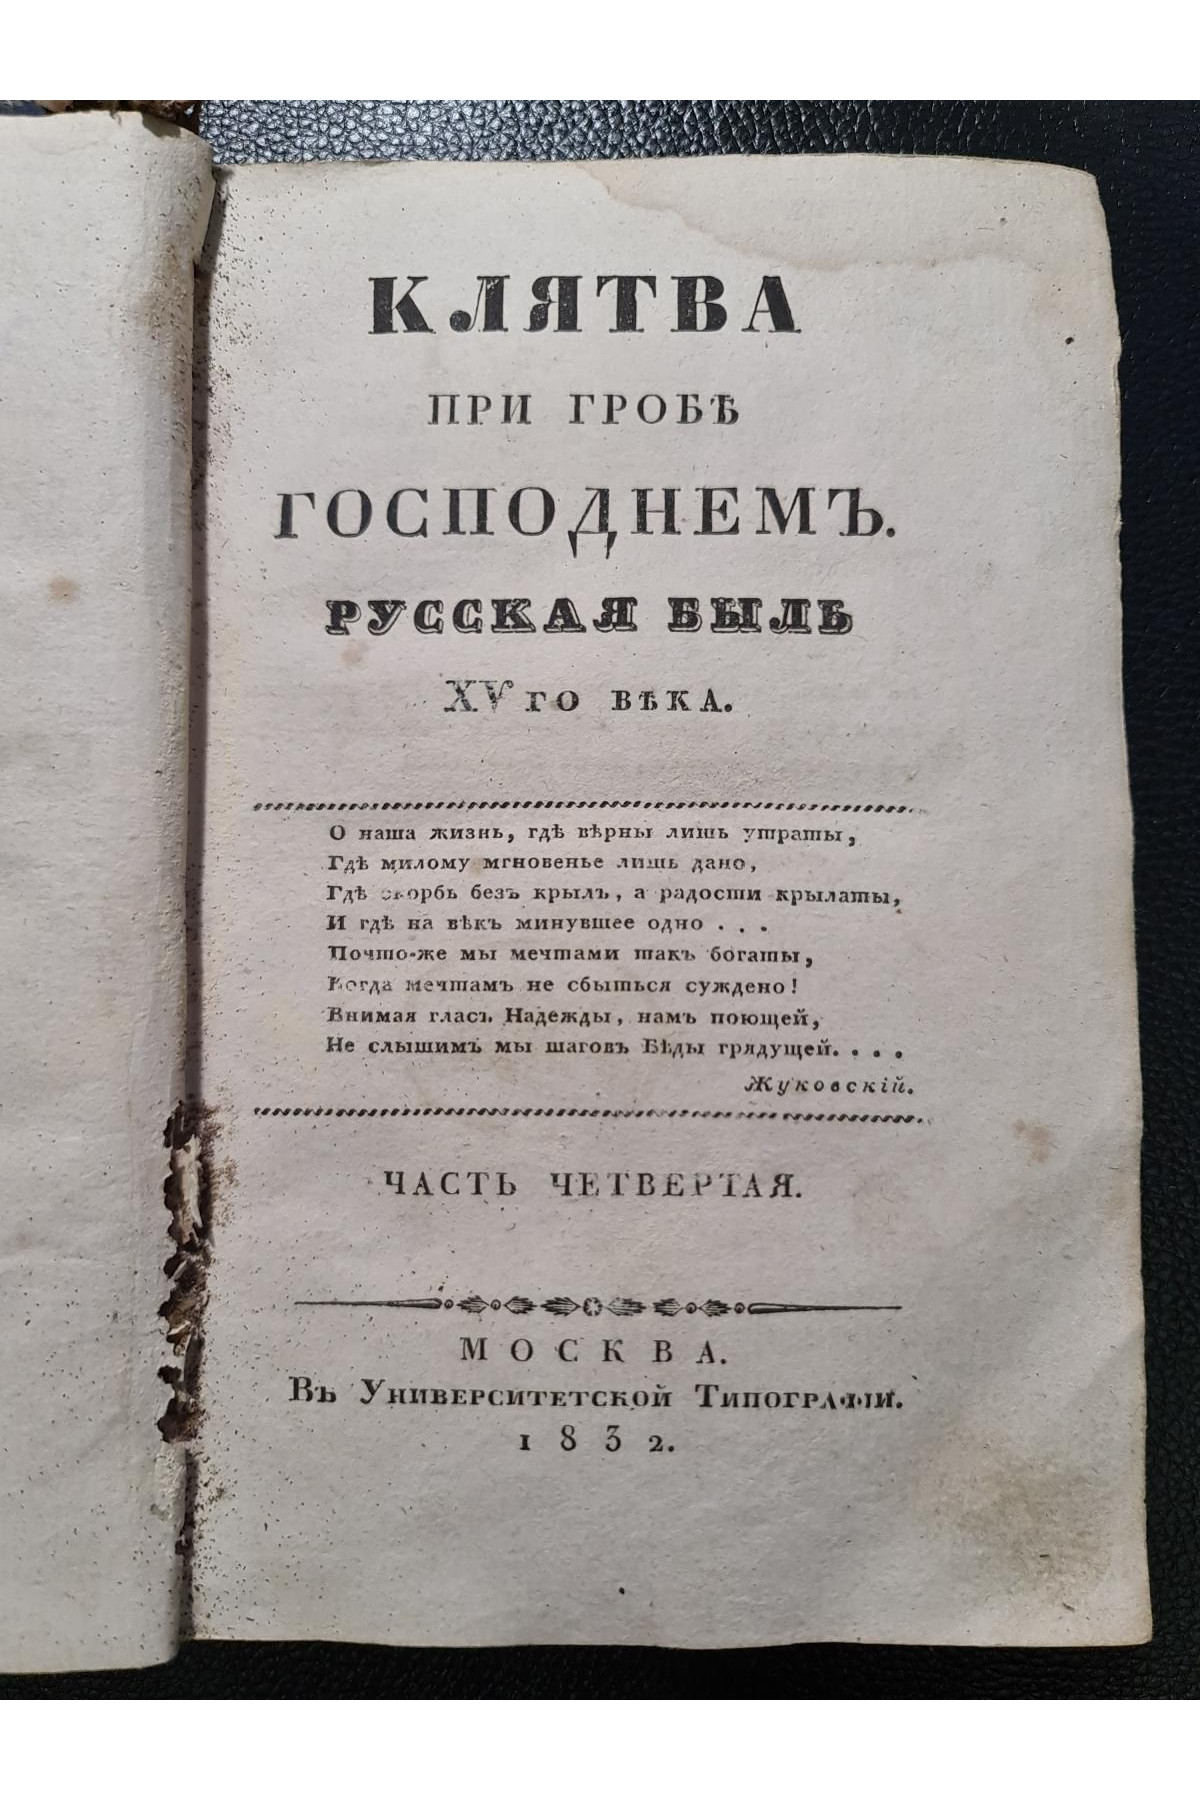 КЛЯТВА
ПРИ ГРОБѢ
ГОСПОДНЕМЪ.
РУССКАЯ БЫЛЬ
XVго ВѢКА.
О наша жизнь, гдѣ вѣрны лишь утраты,
Гдѣ милому мгновенье лишь дано,
Гдѣ скорбь безъ крылъ, а радости крылаты,
И гдѣ на вѣкъ минувшее одно . . .
Почто-же мы мечтами такъ богаты,
Когда мечтамъ не сбыться суждено!
Внимая гласъ Надежды, намъ поющей,
Не слышимъ мы шаговъ Бѣды грядущей. . . .
Жуковскій.
ЧАСТЬ ЧЕТВЕРТАЯ.
МОСКВА.
Въ Университетской Типографіи.
1832.